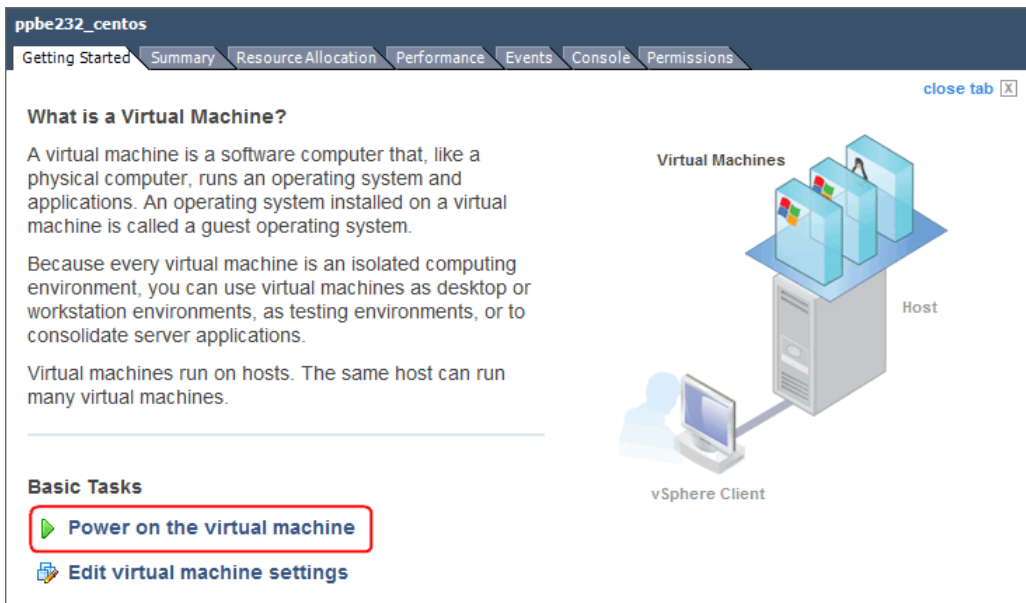 ppbe232_centos
Getting Started Summary Resource Allocation Performance Events Console Permissions
close tab X
What is a Virtual Machine?
A virtual machine is a software computer that, like a
physical computer, runs an operating system and
applications. An operating system installed on a virtual
machine is called a guest operating system.
Because every virtual machine is an isolated computing
environment, you can use virtual machines as desktop or
workstation environments, as testing environments, or to
consolidate server applications.
Virtual machines run on hosts. The same host can run
many virtual machines.
Virtual Machines
Host
vSphere Client
Basic Tasks
Power on the virtual machine
Edit virtual machine settings